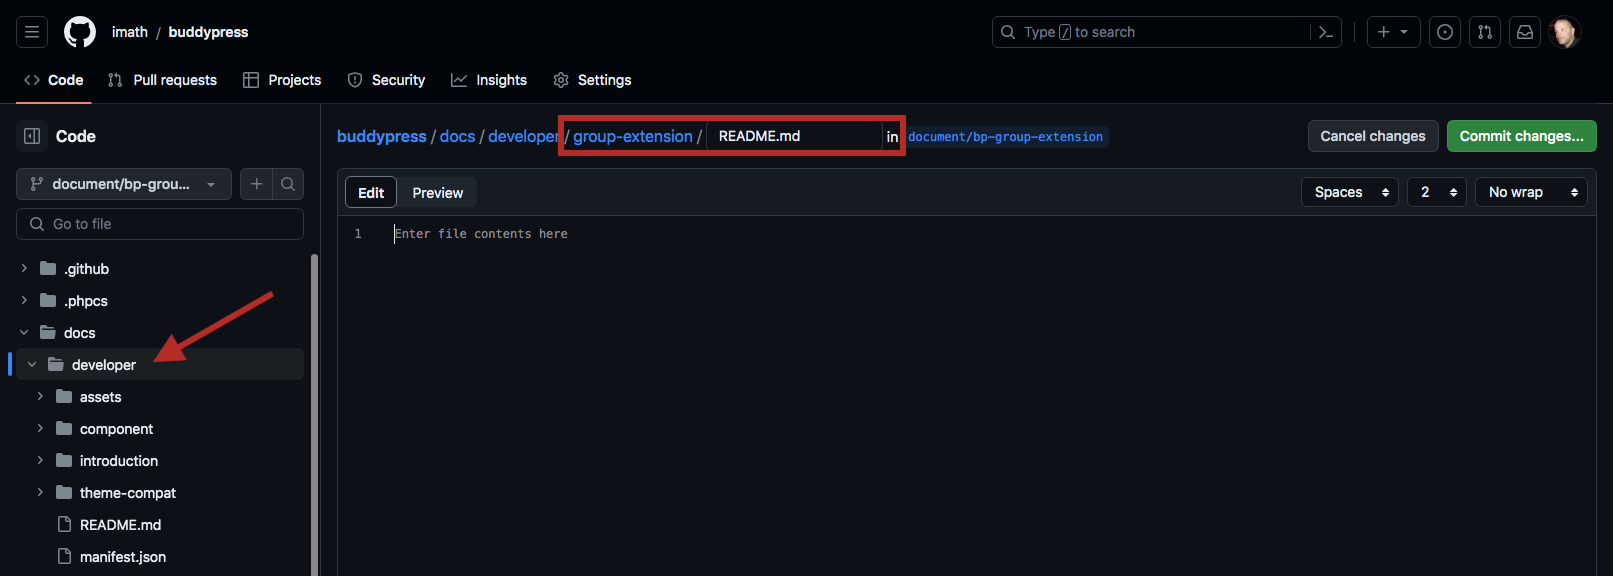 imath / buddypress
Type / to search
Code Pull requests Projects Security Insights Settings
Code
document/bp-grou...
Go to file
.github
.phpcs
docs
developer
assets
component
introduction
theme-compat
README.md
manifest.json
buddypress / docs / developer / group-extension / README.md in document/bp-group-extension
Cancel changes Commit changes...
Edit Preview
Spaces 2 No wrap
1 Enter file contents here